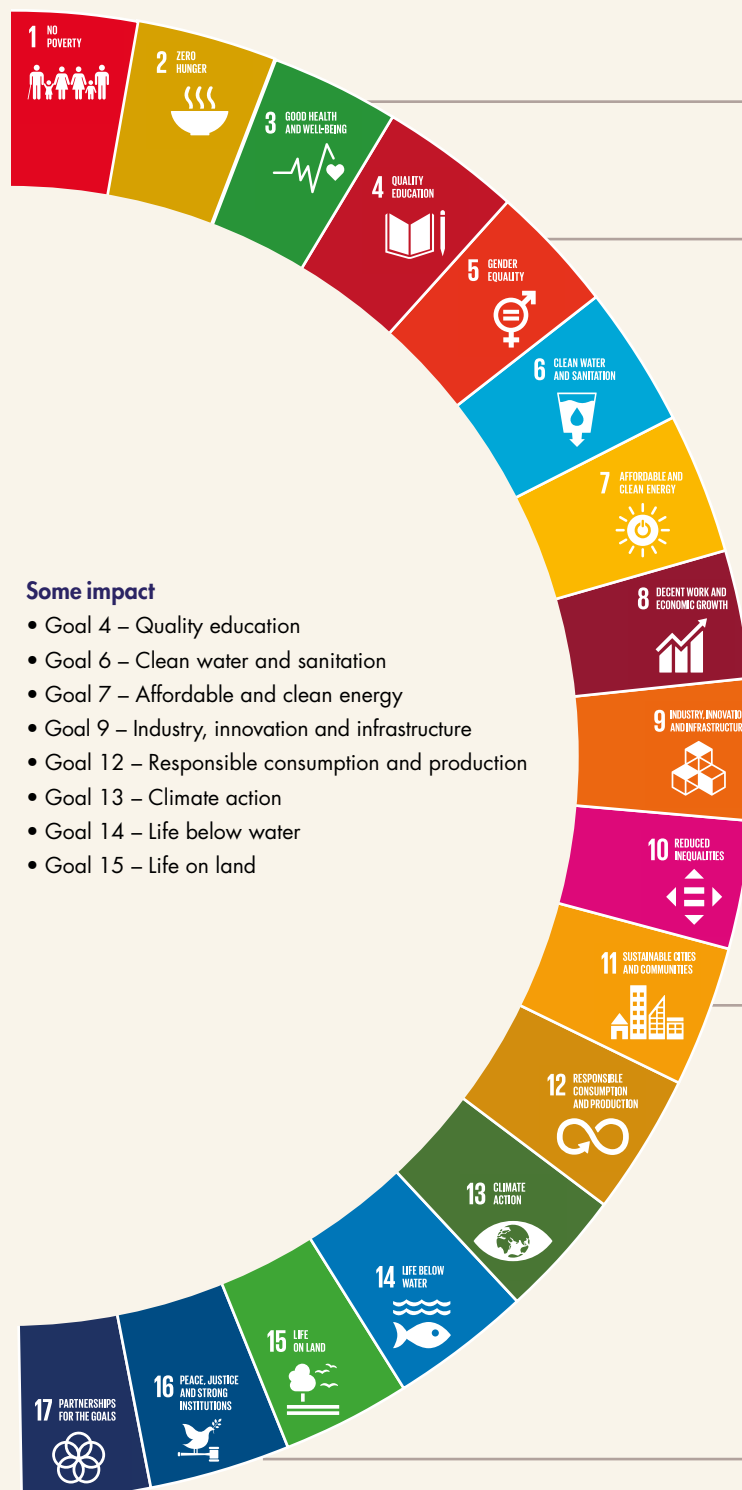 1 NO
POVERTY
2 ZERO
HUNGER
3 GOOD HEALTH
AND WELL-BEING
4 QUALITY
EDUCATION
5 GENDER
EQUALITY
6 CLEAN WATER
AND SANITATION
7 AFFORDABLE AND
CLEAN ENERGY
8 DECENT WORK AND
ECONOMIC GROWTH
9 INDUSTRY, INNOVATIO
AND INFRASTRUCTUR
10 REDUCED
INEQUALITIES
11 SUSTAINABLE CITIES
AND COMMUNITIES
12 RESPONSIBLE
CONSUMPTION
AND PRODUCTION
13 CLIMATE
ACTION
14 LIFE BELOW
WATER
15 LIFE
ON LAND
16 PEACE, JUSTICE
AND STRONG
INSTITUTIONS
17 PARTNERSHIPS
FOR THE GOALS
Some impact
• Goal 4 – Quality education
• Goal 6 – Clean water and sanitation
• Goal 7 – Affordable and clean energy
• Goal 9 – Industry, innovation and infrastructure
• Goal 12 – Responsible consumption and production
• Goal 13 – Climate action
• Goal 14 – Life below water
• Goal 15 – Life on land